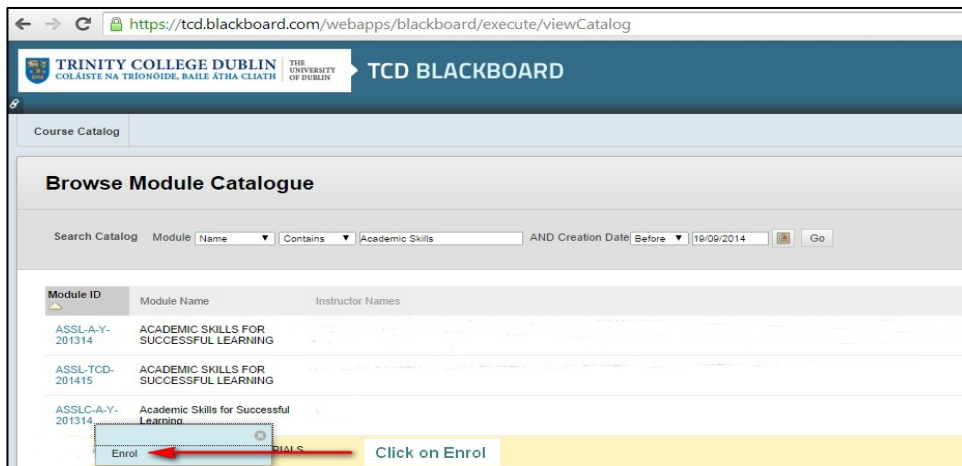 https://tcd.blackboard.com/webapps/blackboard/execute/viewCatalog
TRINITY COLLEGE DUBLIN
COLÁISTE NA TRÍONÓIDE, BAILE ÁTHA CLIATH
THE
UNIVERSITY
OF DUBLIN
TCD BLACKBOARD
Course Catalog
Browse Module Catalogue
Search Catalog Module Name Contains Academic Skills AND Creation Date Before 19/09/2014 Go
Module ID Module Name Instructor Names
ASSL-A-Y-
201314
ACADEMIC SKILLS FOR
SUCCESSFUL LEARNING
ASSL-TCD-
201415
ACADEMIC SKILLS FOR
SUCCESSFUL LEARNING
ASSLC-A-Y-
201314
Academic Skills for Successful
Learning
Enrol
Click on Enrol